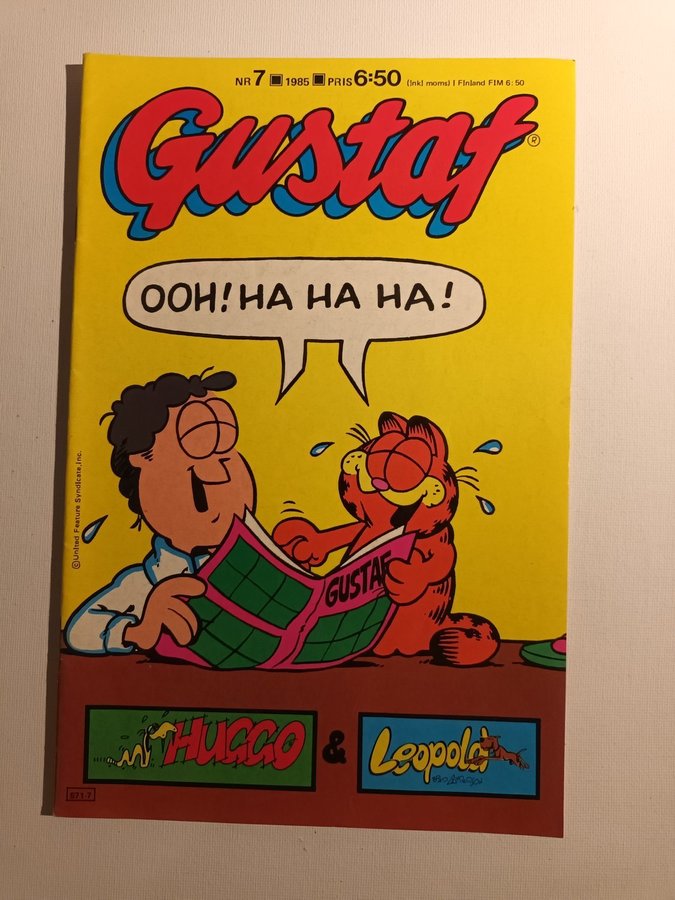 NR 7 ■ 1985 ■ PRIS 6:50 (inkl moms) I Finland FIM 6:50
Gustaf®
OOH! HA HA HA!
© United Feature Syndicate, Inc.
GUSTAF
HUGGO & Leopold
571-7